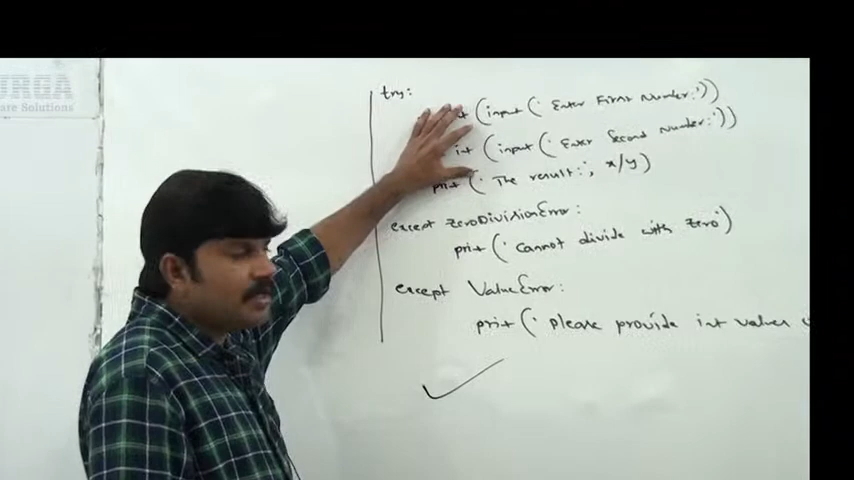 URGA
are Solutions
try:
(input (' Enter First Number:'))
int (input (' Enter Second Number:'))
print (' The result:', x/y)
except ZeroDivisionError:
print (' Cannot divide with Zero')
except ValueError:
print (' please provide int values